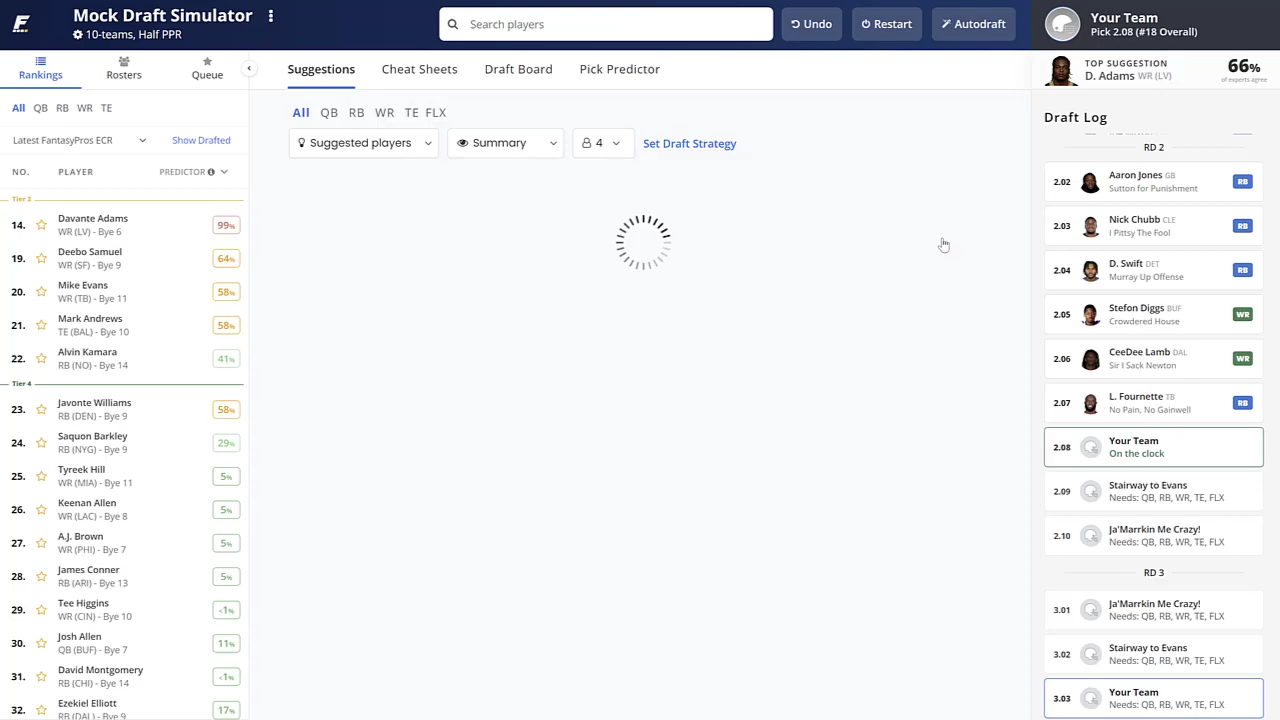 Mock Draft Simulator
10-teams, Half PPR
Search players
Undo
Restart
Autodraft
Your Team
Pick 2.08 (#18 Overall)
Rankings
Rosters
Queue
Suggestions
Cheat Sheets
Draft Board
Pick Predictor
TOP SUGGESTION
D. Adams WR (LV)
66%
of experts agree
All QB RB WR TE
Latest FantasyPros ECR
Show Drafted
NO. PLAYER PREDICTOR
Tier 3
14. Davante Adams 99%
WR (LV) - Bye 6
19. Deebo Samuel 64%
WR (SF) - Bye 9
20. Mike Evans 58%
WR (TB) - Bye 11
21. Mark Andrews 58%
TE (BAL) - Bye 10
22. Alvin Kamara 41%
RB (NO) - Bye 14
Tier 4
23. Javonte Williams 58%
RB (DEN) - Bye 9
24. Saquon Barkley 29%
RB (NYG) - Bye 9
25. Tyreek Hill 5%
WR (MIA) - Bye 11
26. Keenan Allen 5%
WR (LAC) - Bye 8
27. A.J. Brown 5%
WR (PHI) - Bye 7
28. James Conner 5%
RB (ARI) - Bye 13
29. Tee Higgins <1%
WR (CIN) - Bye 10
30. Josh Allen 11%
QB (BUF) - Bye 7
31. David Montgomery <1%
RB (CHI) - Bye 14
32. Ezekiel Elliott 17%
RB (DAL) - Bye 9
All QB RB WR TE FLX
Suggested players
Summary
4
Set Draft Strategy
Draft Log
RD 2
2.02 Aaron Jones GB RB
Sutton for Punishment
2.03 Nick Chubb CLE RB
I Pittsy The Fool
2.04 D. Swift DET RB
Murray Up Offense
2.05 Stefon Diggs BUF WR
Crowdered House
2.06 CeeDee Lamb DAL WR
Sir I Sack Newton
2.07 L. Fournette TB RB
No Pain, No Gainwell
2.08 Your Team
On the clock
2.09 Stairway to Evans
Needs: QB, RB, WR, TE, FLX
2.10 Ja'Marrkin Me Crazy!
Needs: QB, RB, WR, TE, FLX
RD 3
3.01 Ja'Marrkin Me Crazy!
Needs: QB, RB, WR, TE, FLX
3.02 Stairway to Evans
Needs: QB, RB, WR, TE, FLX
3.03 Your Team
Needs: QB, RB, WR, TE, FLX